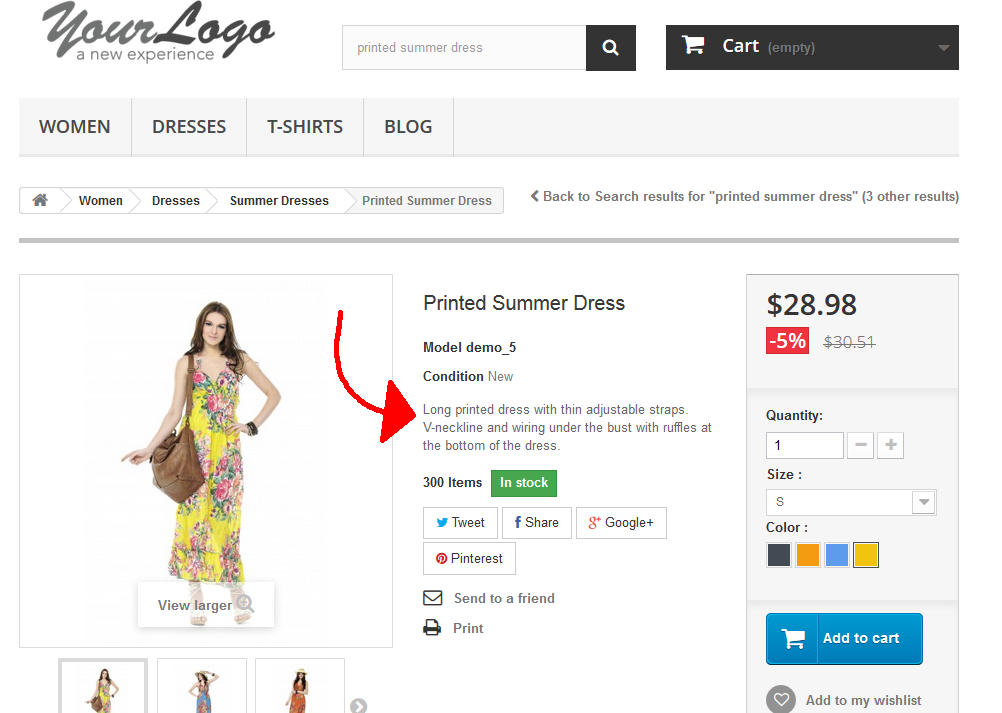 YourLogo
a new experience
printed summer dress
Cart (empty)
WOMEN DRESSES T-SHIRTS BLOG
Women Dresses Summer Dresses Printed Summer Dress
Back to Search results for "printed summer dress" (3 other results)
Printed Summer Dress
Model demo_5
Condition New
Long printed dress with thin adjustable straps.
V-neckline and wiring under the bust with ruffles at
the bottom of the dress.
300 Items In stock
Tweet Share Google+
Pinterest
Send to a friend
Print
View larger
$28.98
-5% $30.51
Quantity:
1
Size :
S
Color :
Add to cart
Add to my wishlist